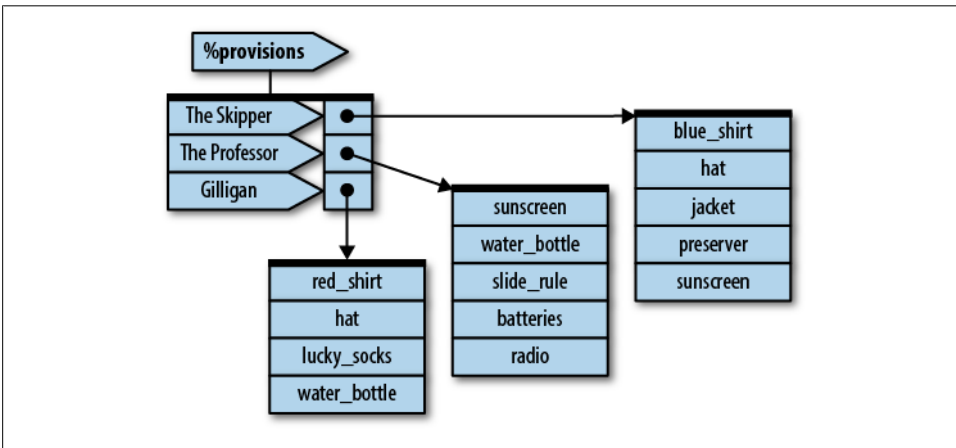 %provisions
The Skipper
The Professor
Gilligan
blue_shirt
hat
jacket
preserver
sunscreen
sunscreen
water_bottle
slide_rule
batteries
radio
red_shirt
hat
lucky_socks
water_bottle